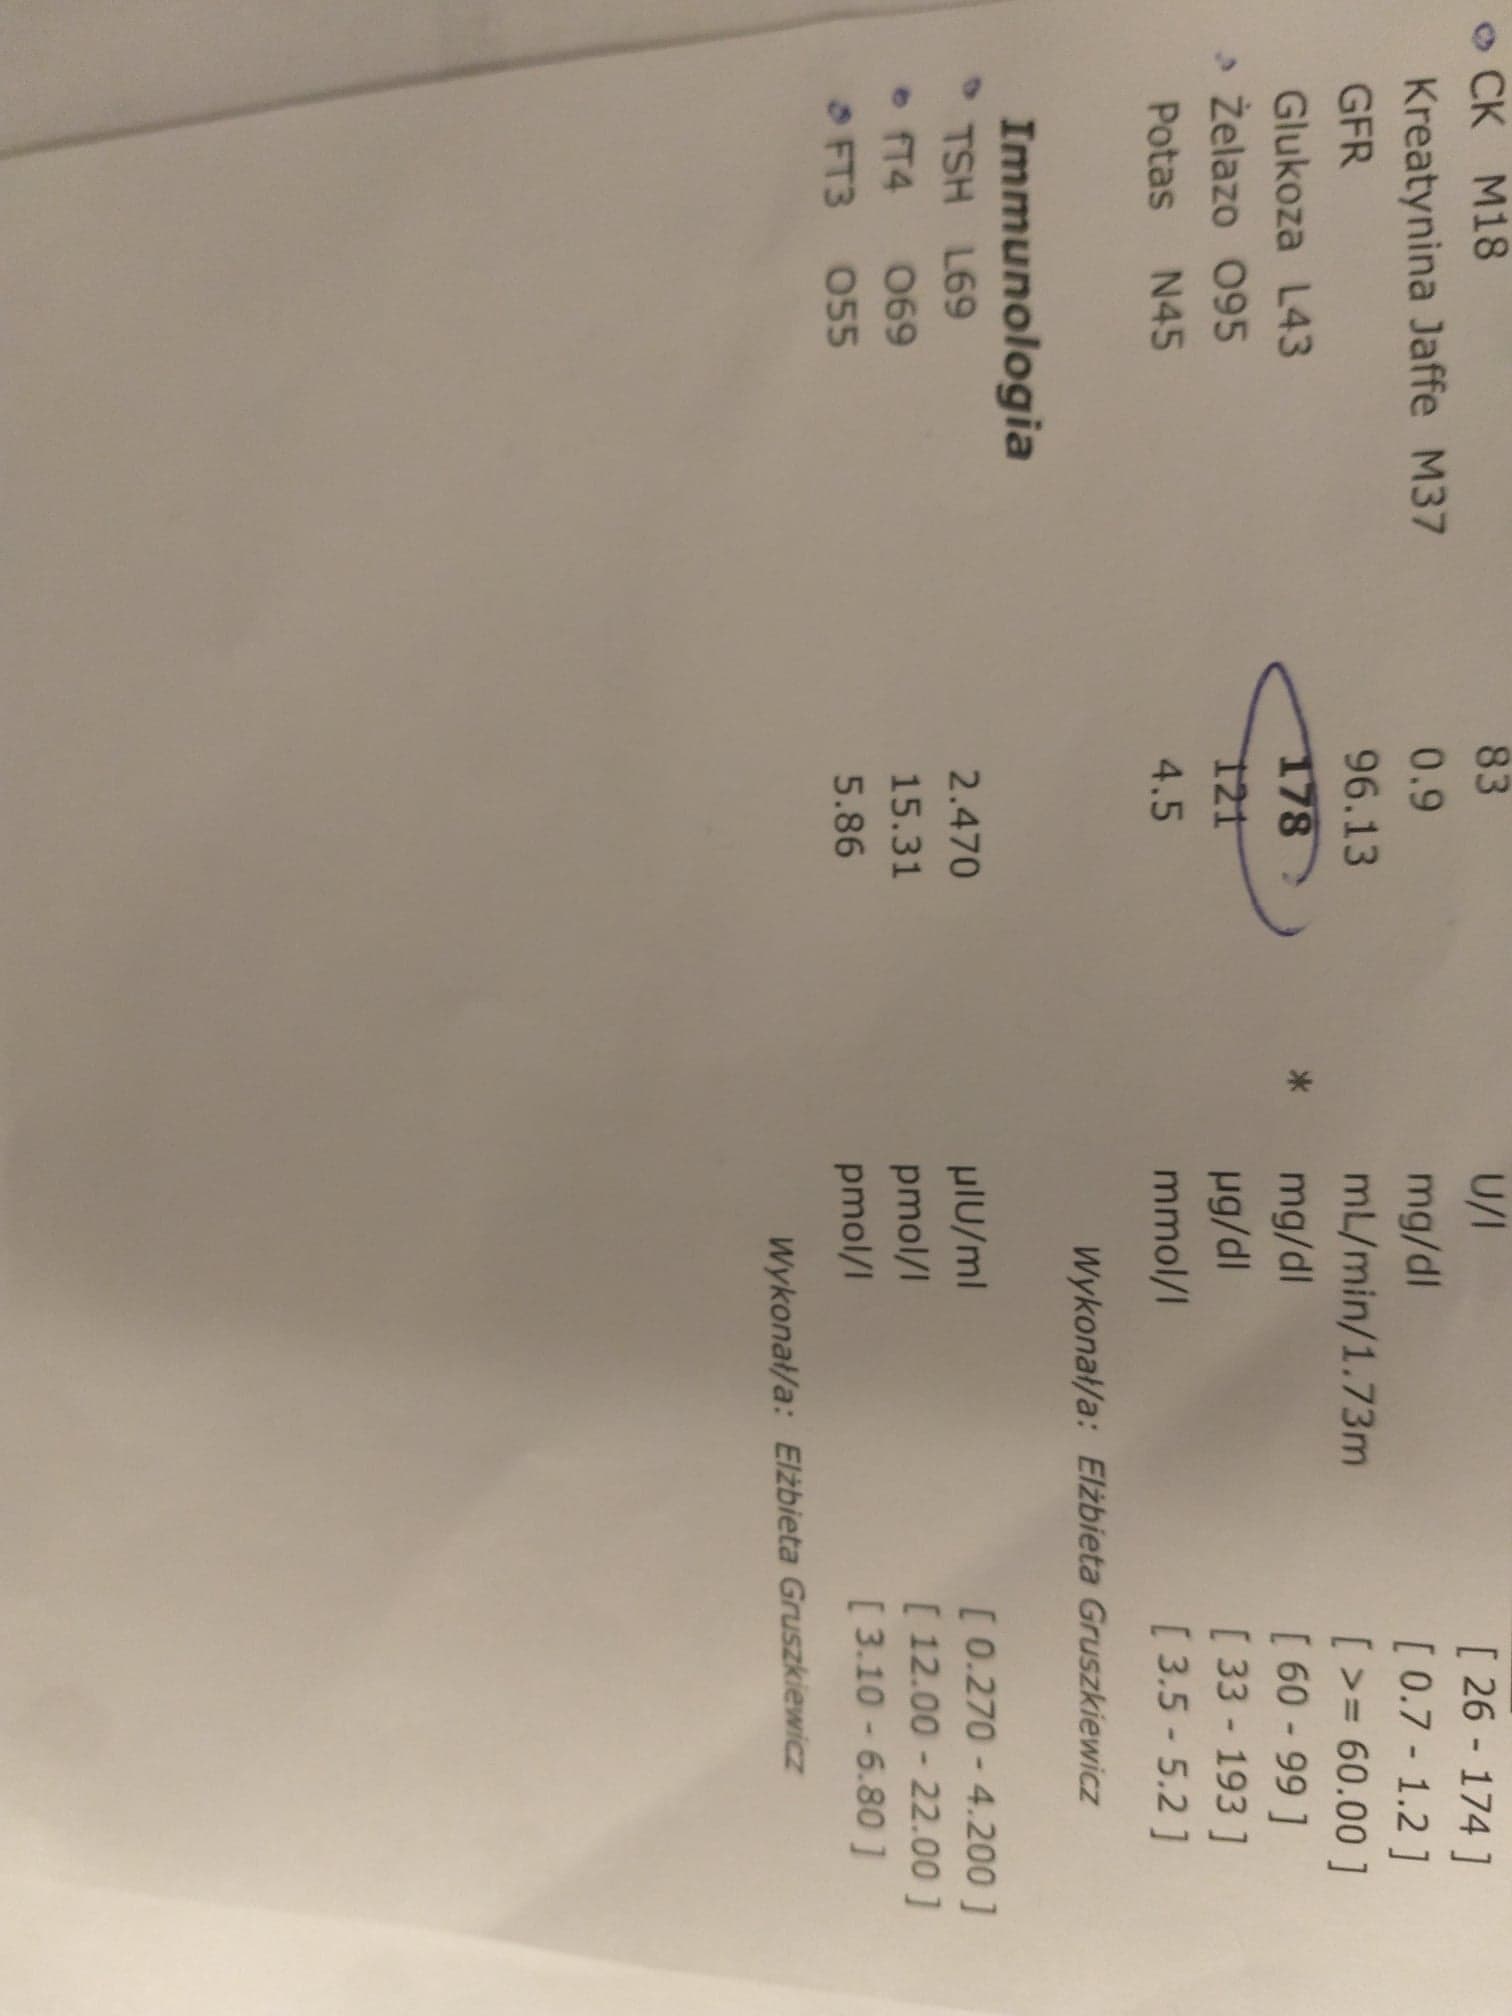 CK M18 83 U/l [ 26 - 174 ]
Kreatynina Jaffe M37 0.9 mg/dl [ 0.7 - 1.2 ]
GFR 96.13 mL/min/1.73m [ >= 60.00 ]
Glukoza L43 178 * mg/dl [ 60 - 99 ]
Żelazo O95 121 µg/dl [ 33 - 193 ]
Potas N45 4.5 mmol/l [ 3.5 - 5.2 ]
Wykonał/a: Elżbieta Gruszkiewicz
Immunologia
TSH L69 2.470 µIU/ml [ 0.270 - 4.200 ]
fT4 O69 15.31 pmol/l [ 12.00 - 22.00 ]
FT3 O55 5.86 pmol/l [ 3.10 - 6.80 ]
Wykonał/a: Elżbieta Gruszkiewicz